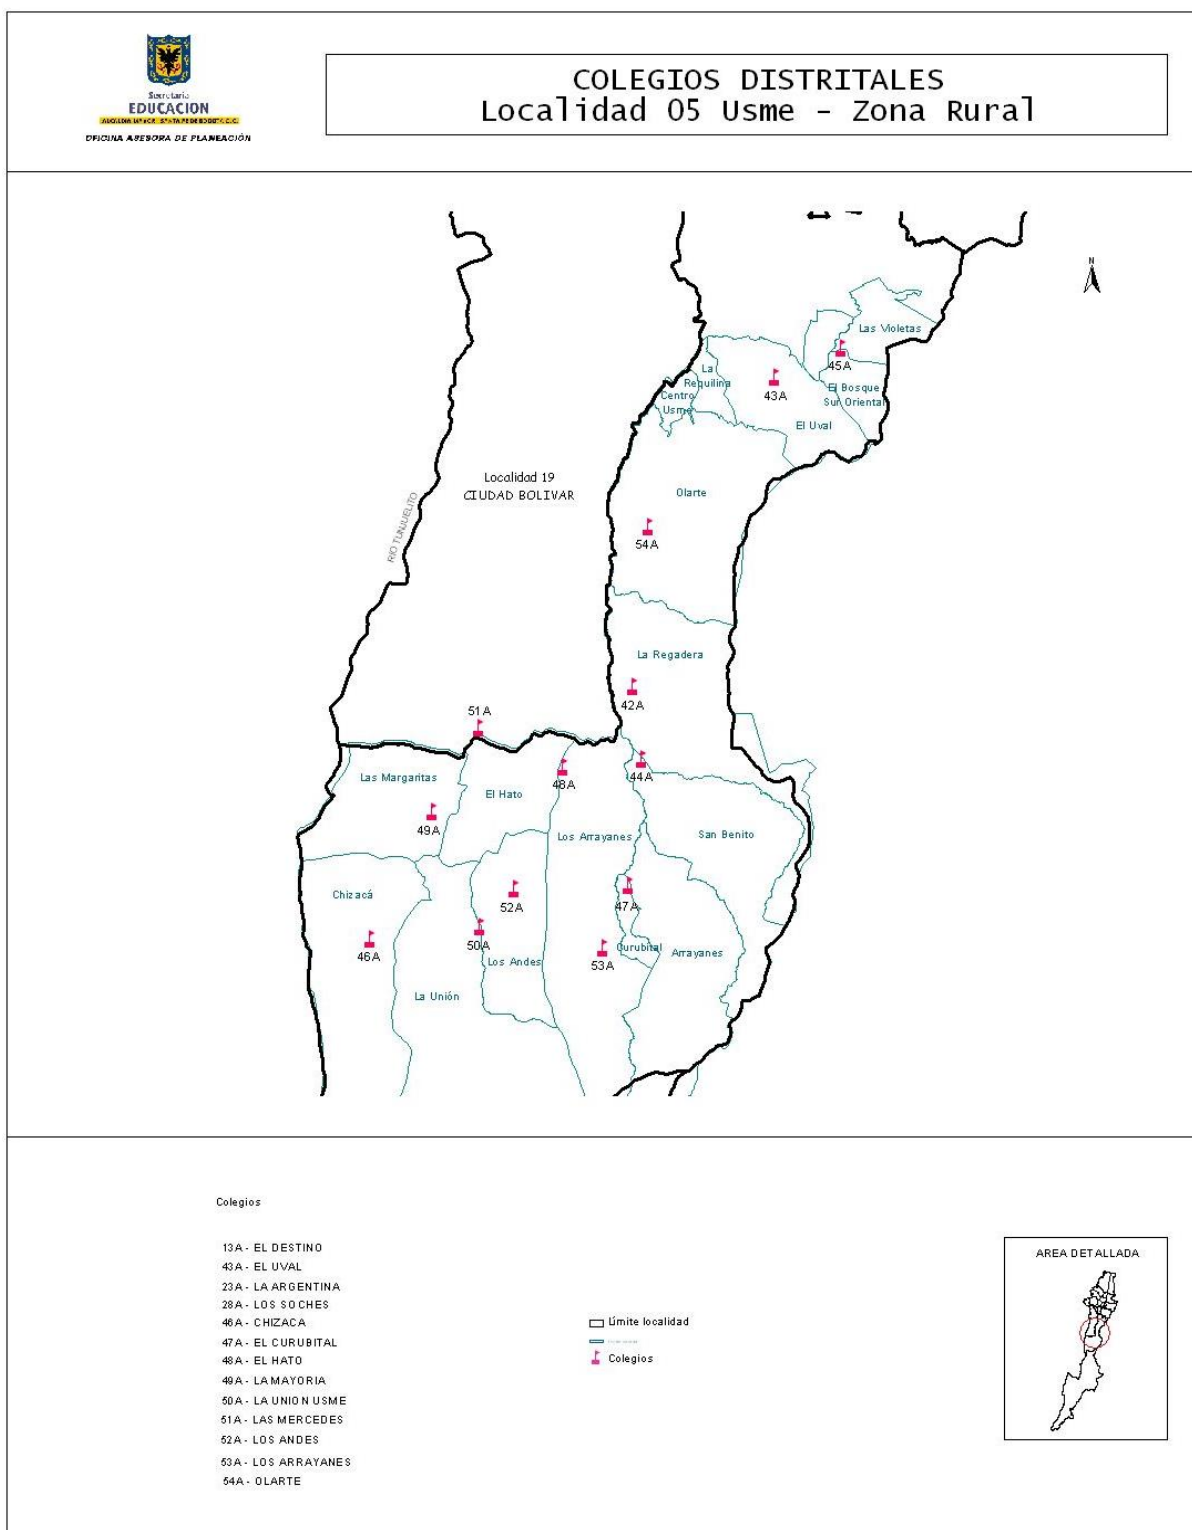 Secretaría
EDUCACION
OFICINA ASESORA DE PLANEACIÓN
COLEGIOS DISTRITALES
Localidad 05 Usme - Zona Rural
N
Las Violetas
45A
La
Requilina
43A
El Bosque
Sur Oriental
Centro
Usme
El Uval
Localidad 19
CIUDAD BOLIVAR
Olarte
RIO TUNJUELITO
54A
La Regadera
42A
51A
Las Margaritas
48A
44A
El Hato
49A
Los Arrayanes
San Benito
Chizacá
52A
47A
50A
46A
Los Andes
53A
Curubital
Arrayanes
La Unión
Colegios
13A - EL DESTINO
43A - EL UVAL
23A - LA ARGENTINA
28A - LOS SOCHES
46A - CHIZACA
47A - EL CURUBITAL
48A - EL HATO
49A - LA MAYORIA
50A - LA UNION USME
51A - LAS MERCEDES
52A - LOS ANDES
53A - LOS ARRAYANES
54A - OLARTE
Límite localidad
Colegios
AREA DETALLADA